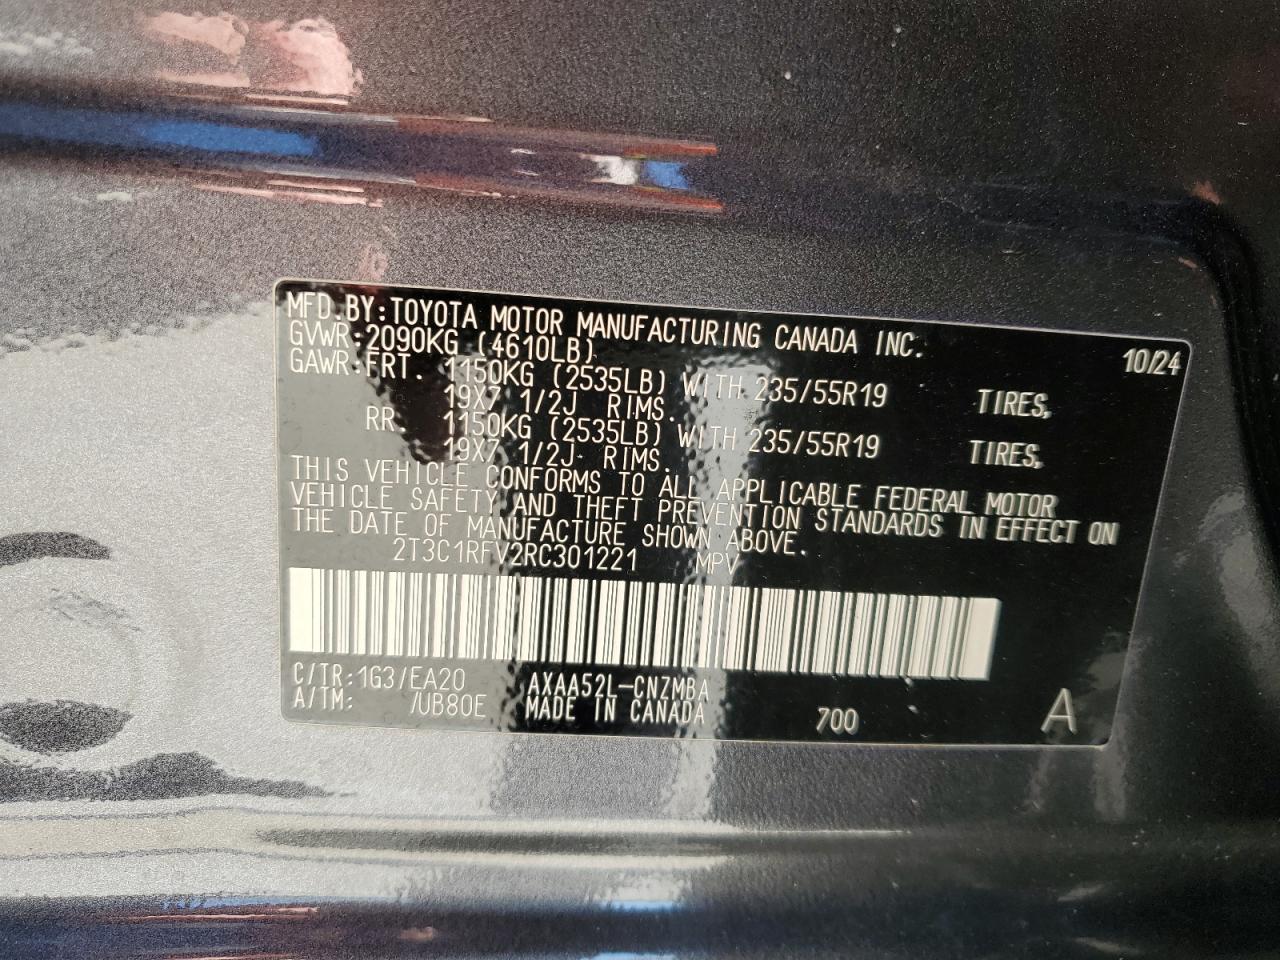 MFD.BY:TOYOTA MOTOR MANUFACTURING CANADA INC. 10/24
GVWR:2090KG (4610LB)
GAWR:FRT. 1150KG (2535LB) WITH 235/55R19 TIRES,
19X7 1/2J RIMS.
RR. 1150KG (2535LB) WITH 235/55R19 TIRES,
19X7 1/2J RIMS.
THIS VEHICLE CONFORMS TO ALL APPLICABLE FEDERAL MOTOR
VEHICLE SAFETY AND THEFT PREVENTION STANDARDS IN EFFECT ON
THE DATE OF MANUFACTURE SHOWN ABOVE.
2T3C1RFV2RC301221 MPV
C/TR:1G3/EA20 AXAA52L-CNZMBA
A/TM: /UB80E MADE IN CANADA 700 A